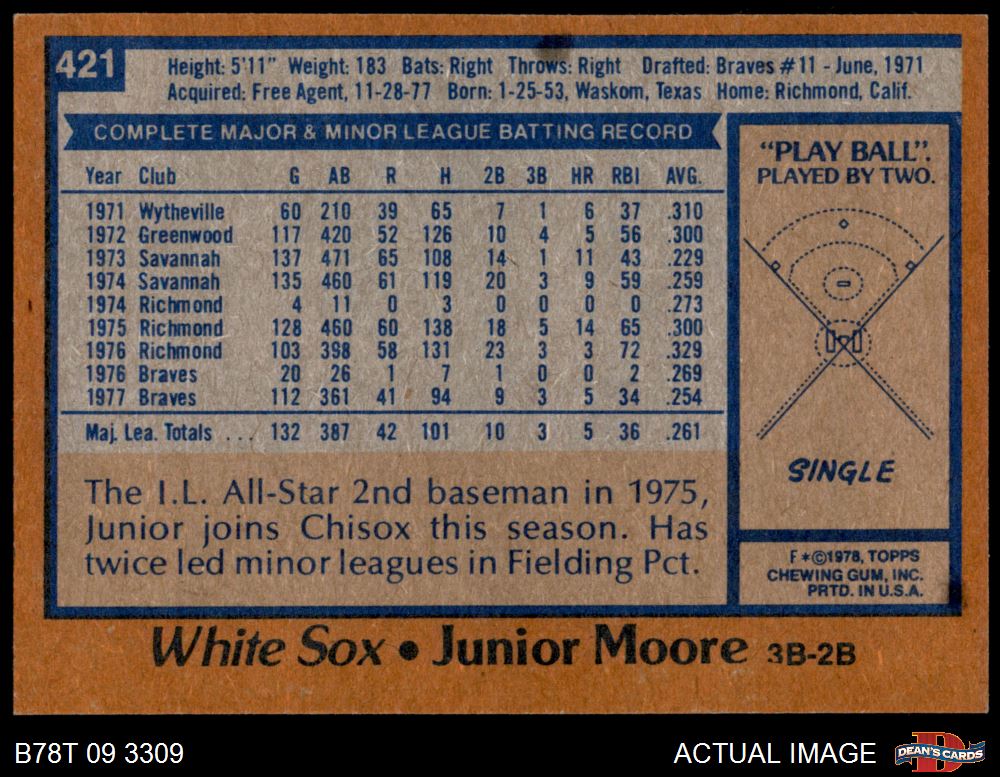 421
Height: 5'11" Weight: 183 Bats: Right Throws: Right Drafted: Braves #11 - June, 1971
Acquired: Free Agent, 11-28-77 Born: 1-25-53, Waskom, Texas Home: Richmond, Calif.
COMPLETE MAJOR & MINOR LEAGUE BATTING RECORD
Year Club G AB R H 2B 3B HR RBI AVG.
1971 Wytheville 60 210 39 65 7 1 6 37 .310
1972 Greenwood 117 420 52 126 10 4 5 56 .300
1973 Savannah 137 471 65 108 14 1 11 43 .229
1974 Savannah 135 460 61 119 20 3 9 59 .259
1974 Richmond 4 11 0 3 0 0 0 0 .273
1975 Richmond 128 460 60 138 18 5 14 65 .300
1976 Richmond 103 398 58 131 23 3 3 72 .329
1976 Braves 20 26 1 7 1 0 0 2 .269
1977 Braves 112 361 41 94 9 3 5 34 .254
Maj. Lea. Totals ... 132 387 42 101 10 3 5 36 .261
The I.L. All-Star 2nd baseman in 1975,
Junior joins Chisox this season. Has
twice led minor leagues in Fielding Pct.
"PLAY BALL".
PLAYED BY TWO.
SINGLE
F*©1978, TOPPS
CHEWING GUM, INC.
PRTD. IN U.S.A.
White Sox • Junior Moore 3B-2B
B78T 09 3309
ACTUAL IMAGE
D
DEAN'S CARDS